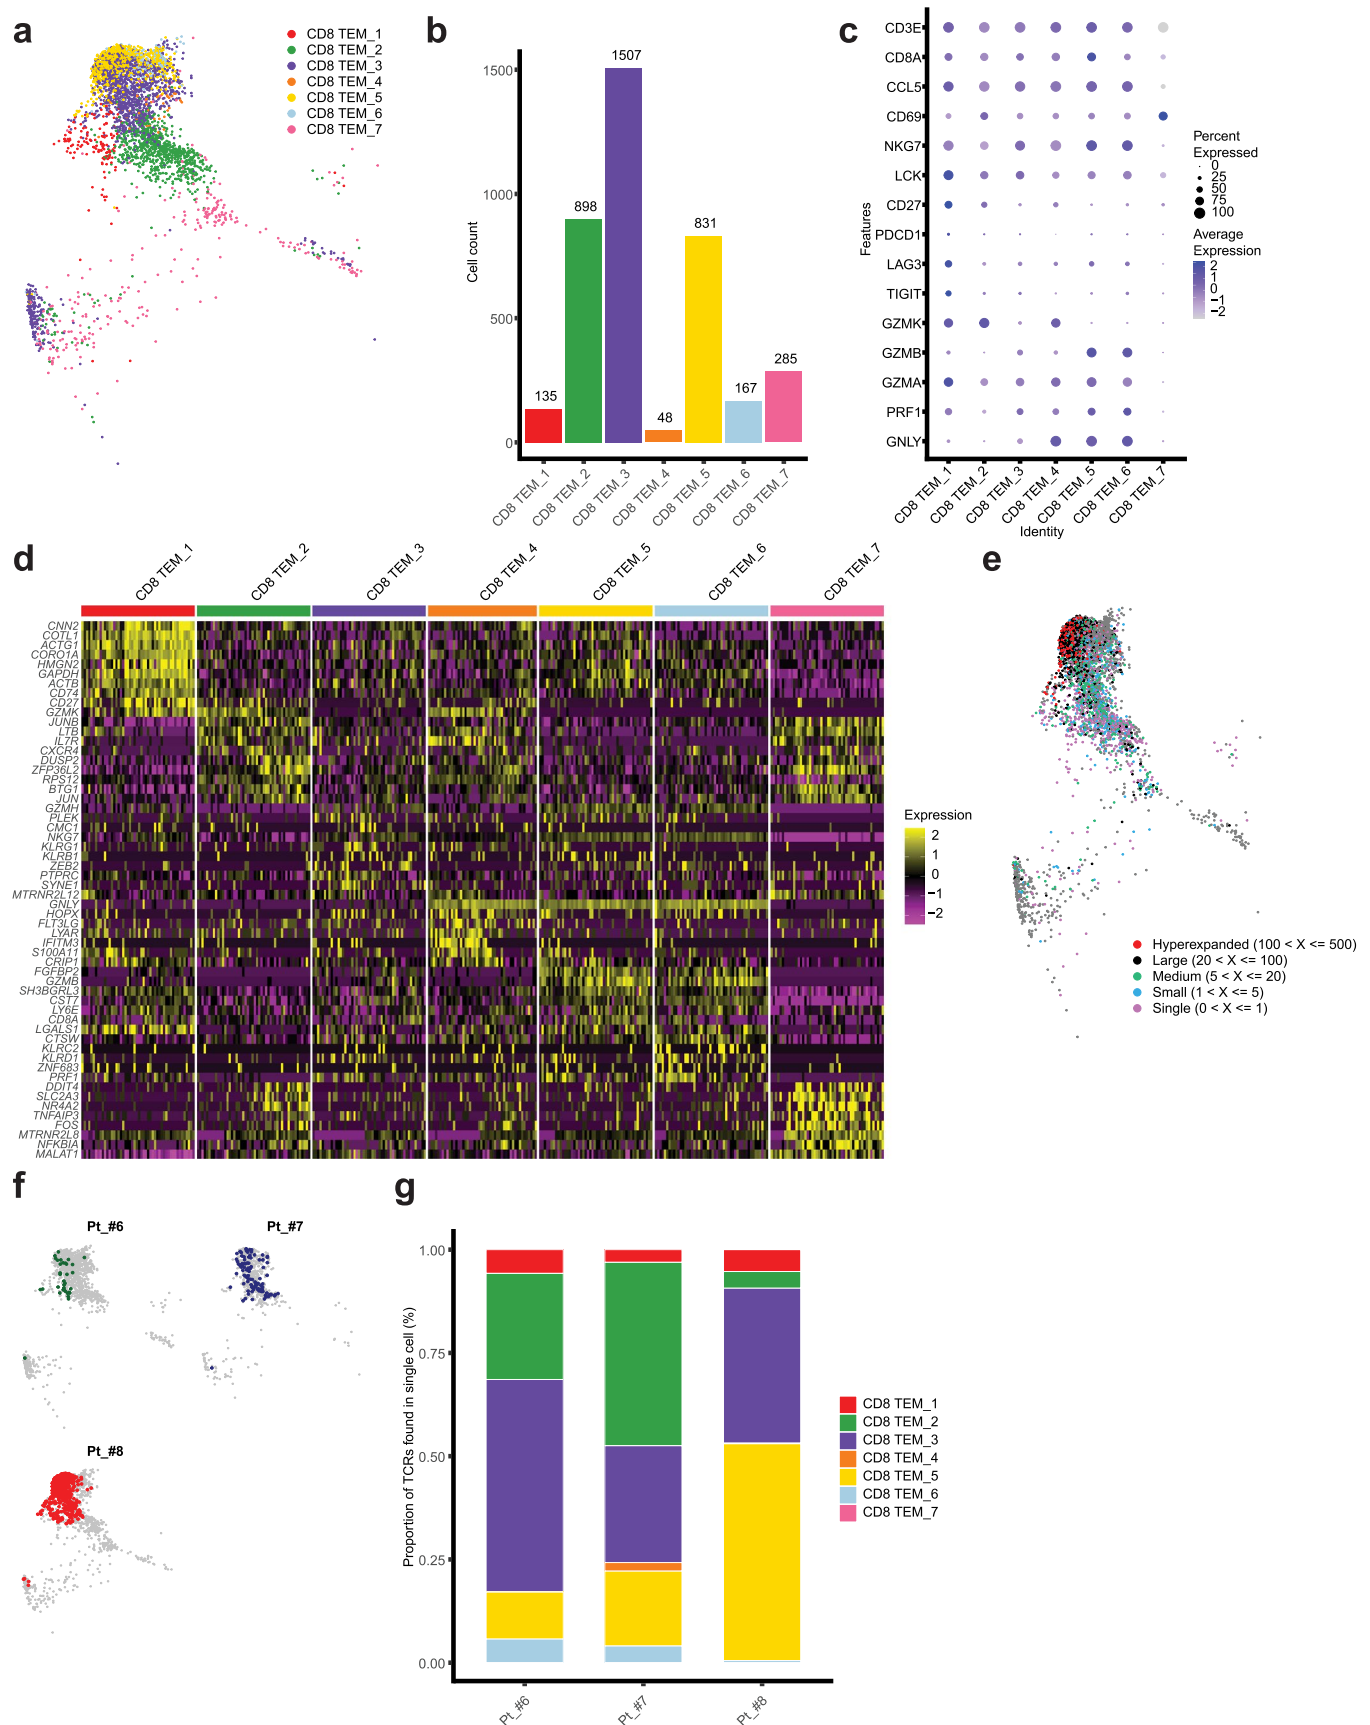 a
CD8 TEM_1
CD8 TEM_2
CD8 TEM_3
CD8 TEM_4
CD8 TEM_5
CD8 TEM_6
CD8 TEM_7
b
Cell count
1500
1000
500
0
135
898
1507
48
831
167
285
CD8 TEM_1
CD8 TEM_2
CD8 TEM_3
CD8 TEM_4
CD8 TEM_5
CD8 TEM_6
CD8 TEM_7
c
Features
CD3E
CD8A
CCL5
CD69
NKG7
LCK
CD27
PDCD1
LAG3
TIGIT
GZMK
GZMB
GZMA
PRF1
GNLY
CD8 TEM_1
CD8 TEM_2
CD8 TEM_3
CD8 TEM_4
CD8 TEM_5
CD8 TEM_6
CD8 TEM_7
Identity
Percent
Expressed
0
25
50
75
100
Average
Expression
2
1
0
−1
−2
d
CD8 TEM_1
CD8 TEM_2
CD8 TEM_3
CD8 TEM_4
CD8 TEM_5
CD8 TEM_6
CD8 TEM_7
CNN2
COTL1
ACTG1
CORO1A
HMGN2
GAPDH
ACTB
CD74
CD27
GZMK
JUNB
LTB
IL7R
CXCR4
DUSP2
ZFP36L2
RPS12
BTG1
JUN
GZMH
PLEK
CMC1
NKG7
KLRG1
KLRB1
ZEB2
PTPRC
SYNE1
MTRNR2L12
GNLY
HOPX
FLT3LG
LYAR
IFITM3
S100A11
CRIP1
FGFBP2
GZMB
SH3BGRL3
CST7
LY6E
CD8A
LGALS1
CTSW
KLRC2
KLRD1
ZNF683
PRF1
DDIT4
SLC2A3
NR4A2
TNFAIP3
FOS
MTRNR2L8
NFKBIA
MALAT1
Expression
2
1
0
−1
−2
e
Hyperexpanded (100 < X <= 500)
Large (20 < X <= 100)
Medium (5 < X <= 20)
Small (1 < X <= 5)
Single (0 < X <= 1)
f
Pt_#6
Pt_#7
Pt_#8
g
Proportion of TCRs found in single cell (%)
1.00
0.75
0.50
0.25
0.00
Pt_#6
Pt_#7
Pt_#8
CD8 TEM_1
CD8 TEM_2
CD8 TEM_3
CD8 TEM_4
CD8 TEM_5
CD8 TEM_6
CD8 TEM_7